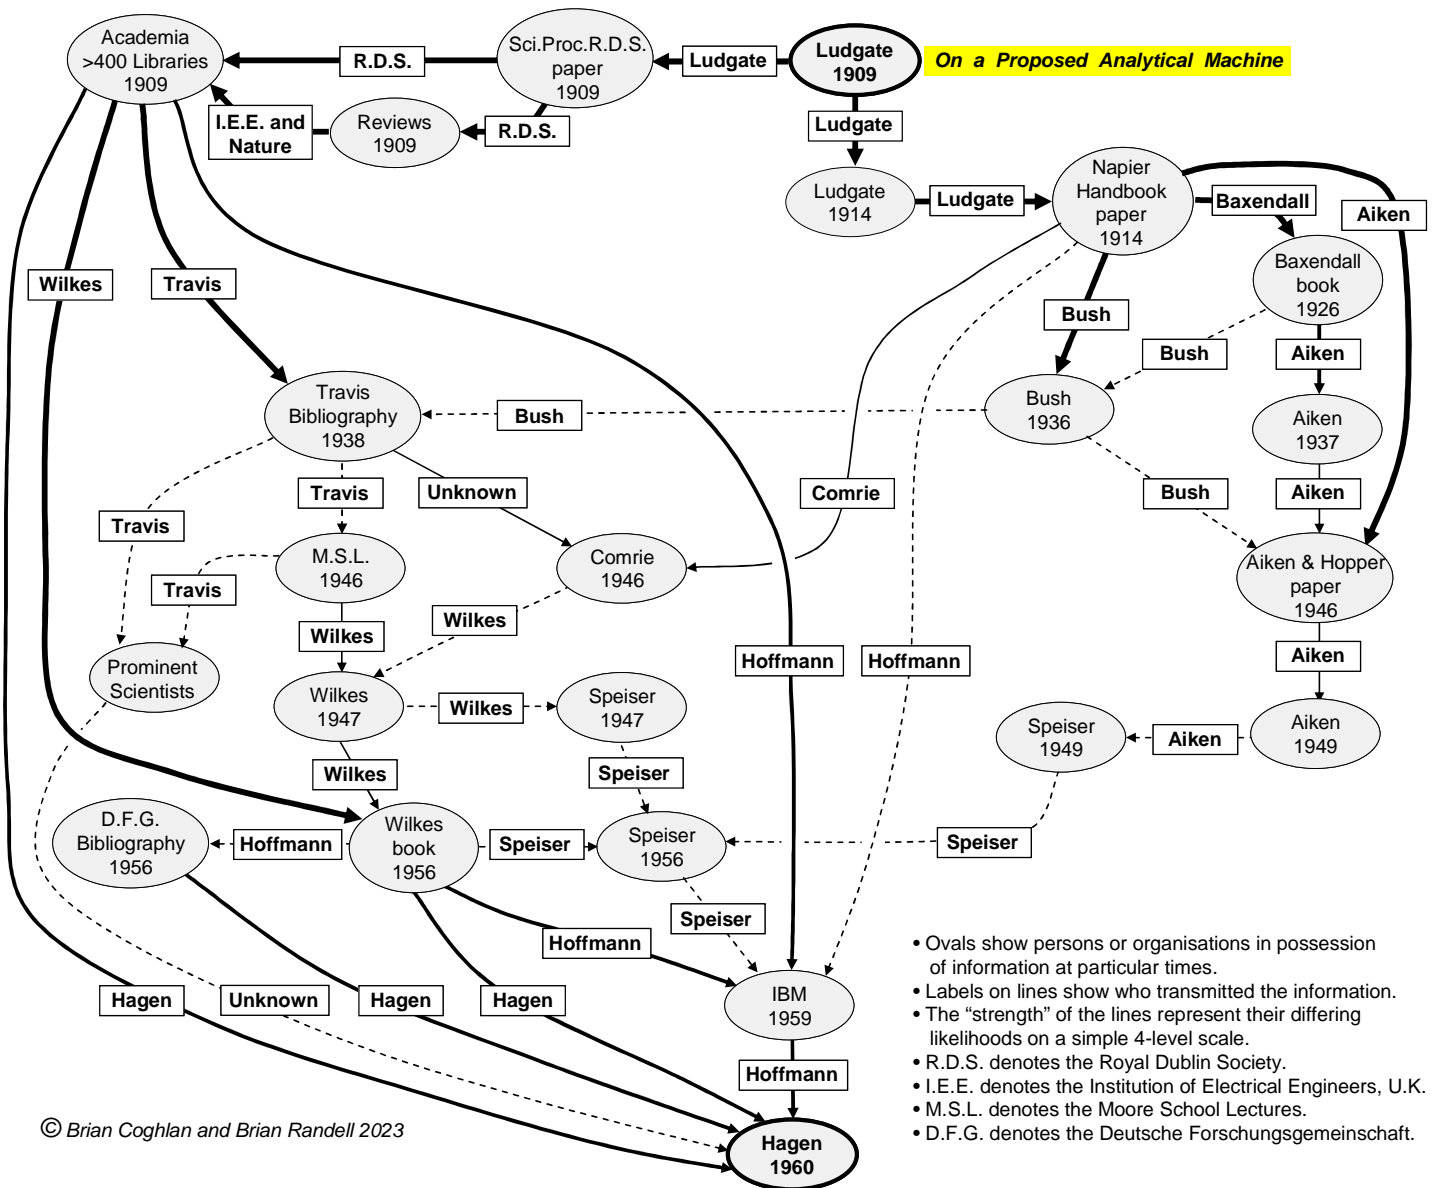 Academia
>400 Libraries
1909
R.D.S.
Sci.Proc.R.D.S.
paper
1909
Ludgate
Ludgate
1909
On a Proposed Analytical Machine
I.E.E. and
Nature
Reviews
1909
R.D.S.
Ludgate
Ludgate
1914
Ludgate
Napier
Handbook
paper
1914
Baxendall
Aiken
Wilkes
Travis
Baxendall
book
1926
Bush
Bush
Aiken
Travis
Bibliography
1938
Bush
Bush
1936
Aiken
1937
Travis
Unknown
Comrie
Bush
Aiken
Travis
M.S.L.
1946
Comrie
1946
Aiken & Hopper
paper
1946
Travis
Wilkes
Wilkes
Hoffmann
Hoffmann
Aiken
Prominent
Scientists
Wilkes
1947
Wilkes
Speiser
1947
Speiser
1949
Aiken
Aiken
1949
Wilkes
Speiser
D.F.G.
Bibliography
1956
Hoffmann
Wilkes
book
1956
Speiser
Speiser
1956
Speiser
Speiser
Hoffmann
Hagen
Unknown
Hagen
Hagen
IBM
1959
Hoffmann
Hagen
1960
• Ovals show persons or organisations in possession
of information at particular times.
• Labels on lines show who transmitted the information.
• The “strength” of the lines represent their differing
likelihoods on a simple 4-level scale.
• R.D.S. denotes the Royal Dublin Society.
• I.E.E. denotes the Institution of Electrical Engineers, U.K.
• M.S.L. denotes the Moore School Lectures.
• D.F.G. denotes the Deutsche Forschungsgemeinschaft.
© Brian Coghlan and Brian Randell 2023